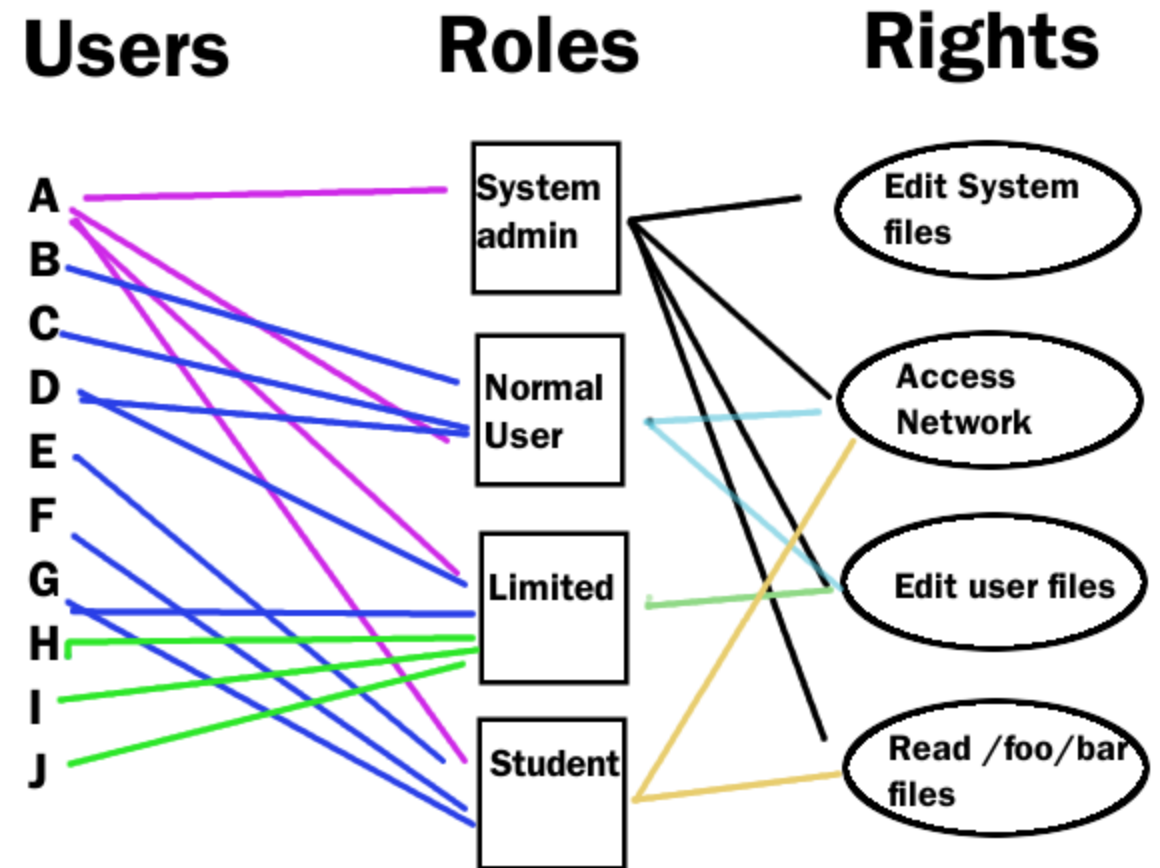 Users
Roles
Rights
A
B
C
D
E
F
G
H
I
J
System
admin
Normal
User
Limited
Student
Edit System
files
Access
Network
Edit user files
Read /foo/bar
files